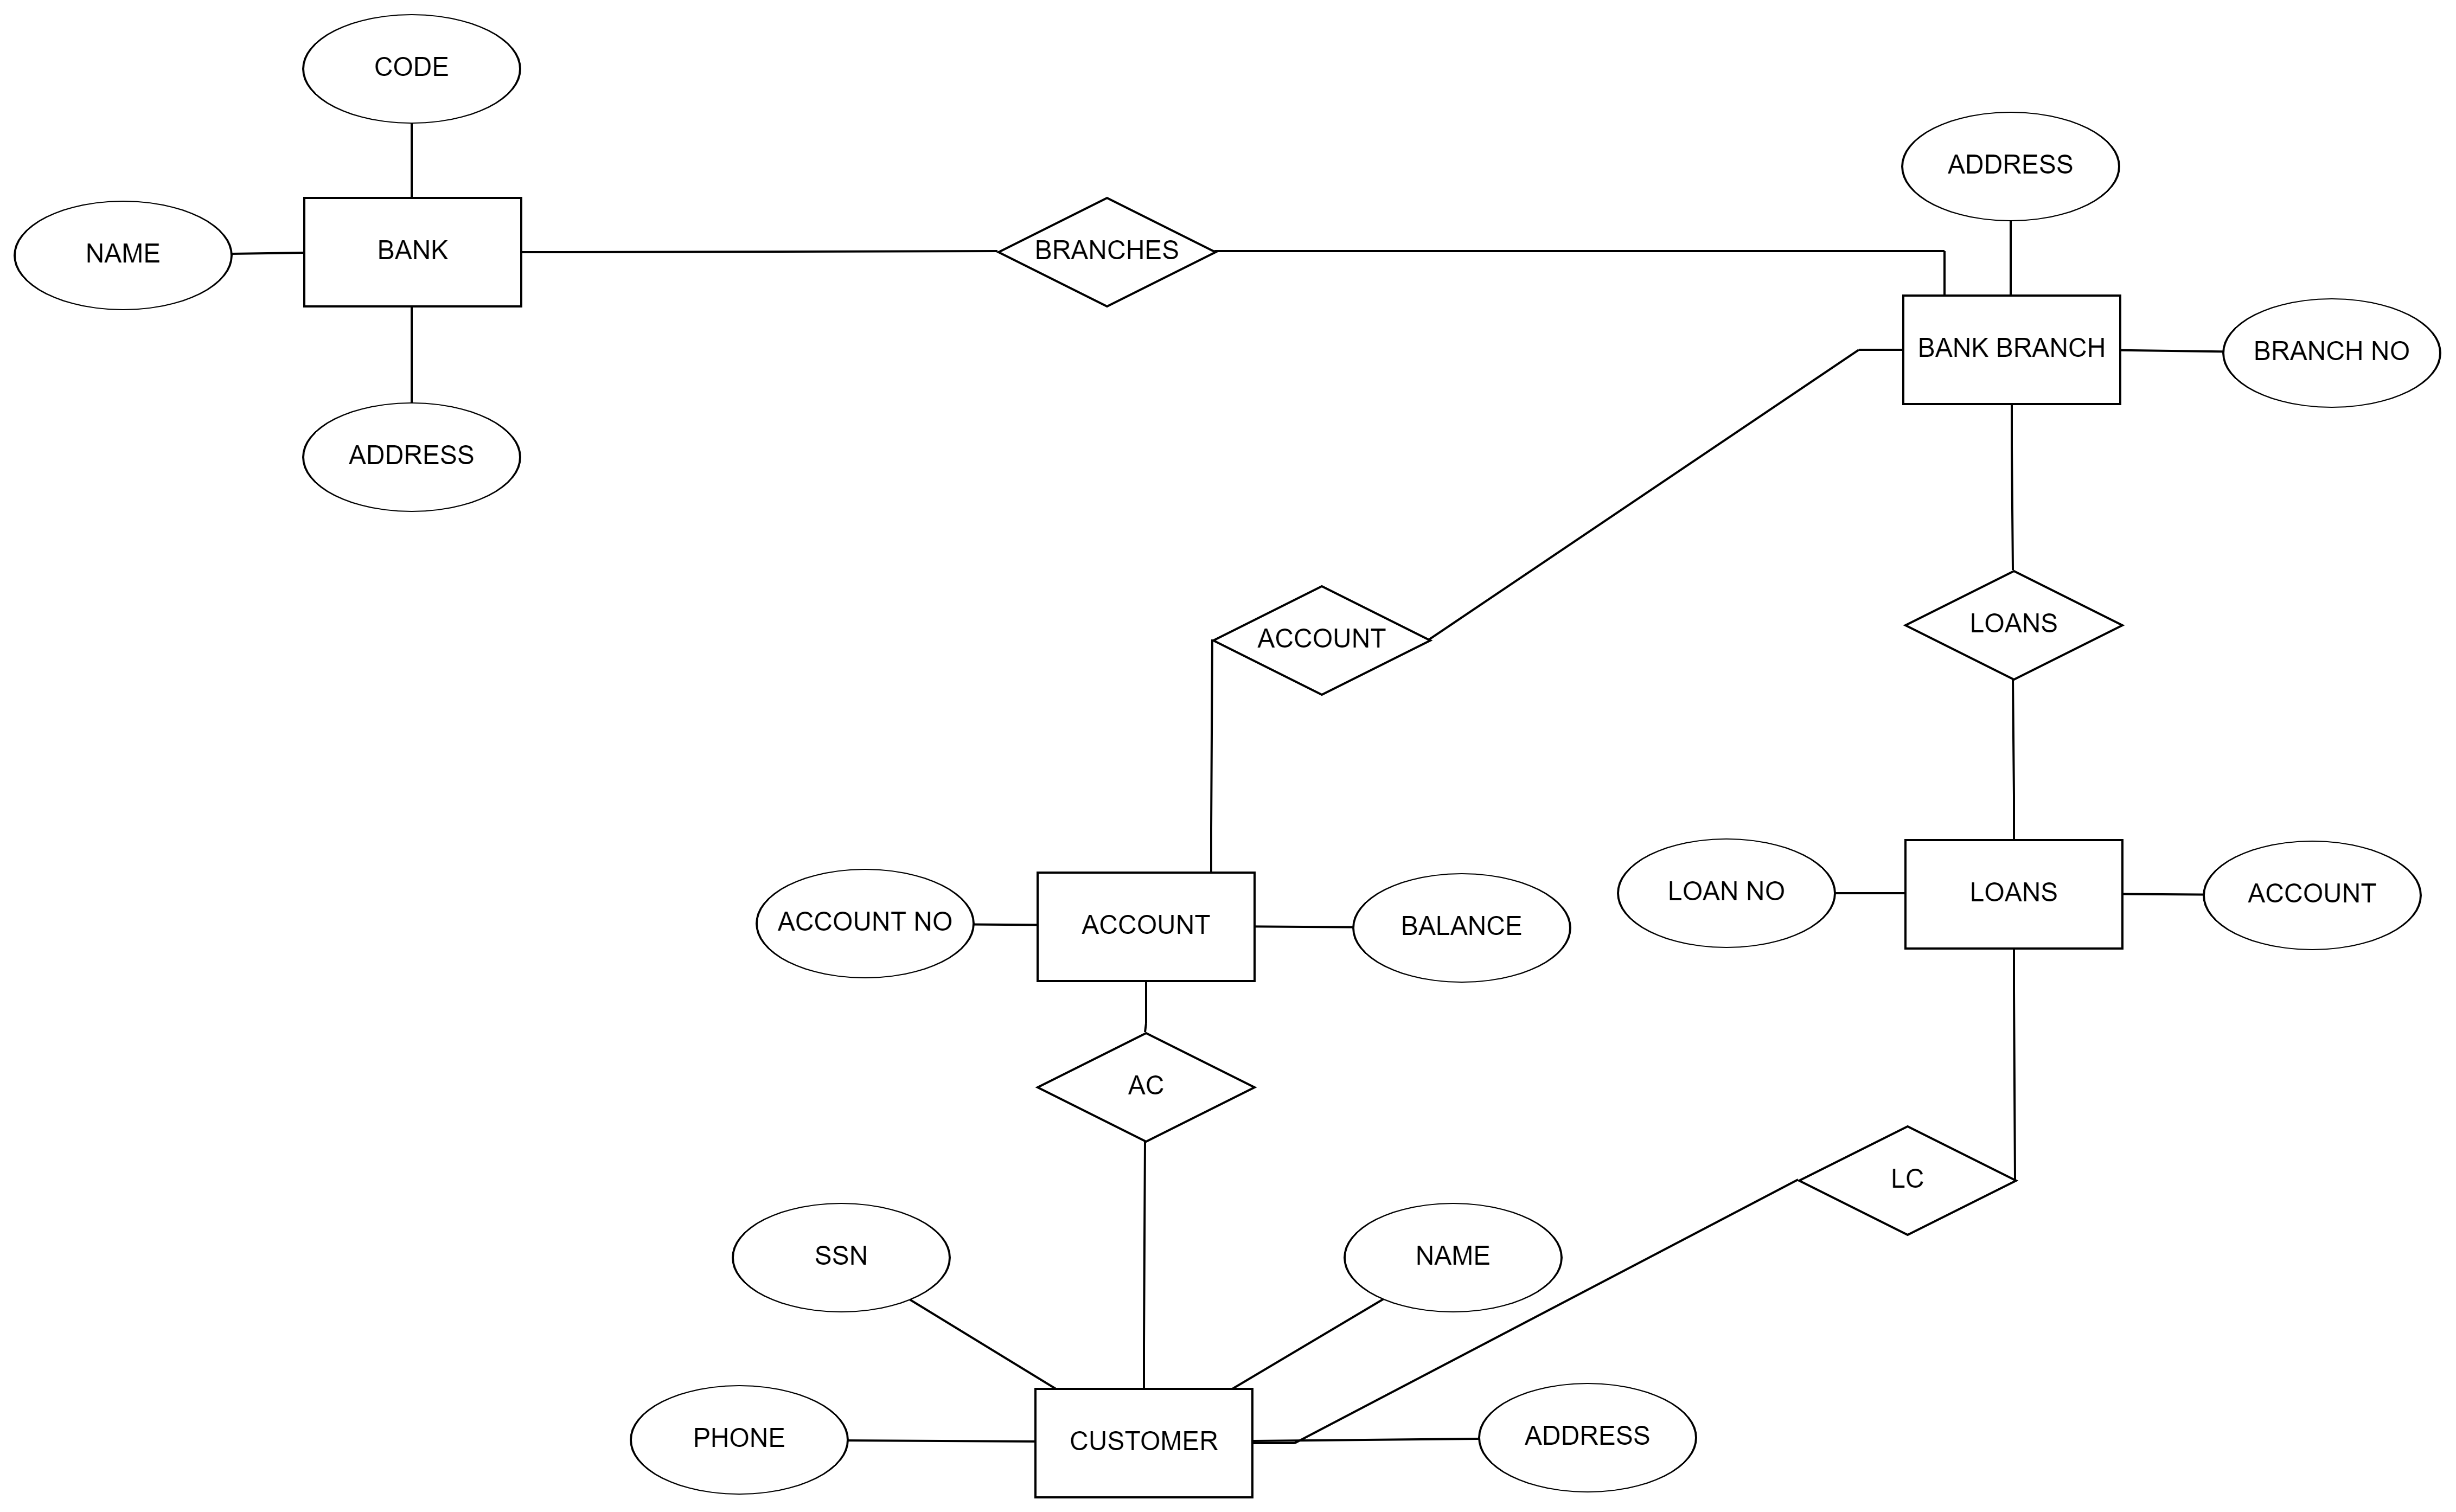 CODE
ADDRESS
NAME
BANK
BRANCHES
BANK BRANCH
BRANCH NO
ADDRESS
ACCOUNT
LOANS
ACCOUNT NO
ACCOUNT
BALANCE
LOAN NO
LOANS
ACCOUNT
AC
LC
SSN
NAME
PHONE
CUSTOMER
ADDRESS